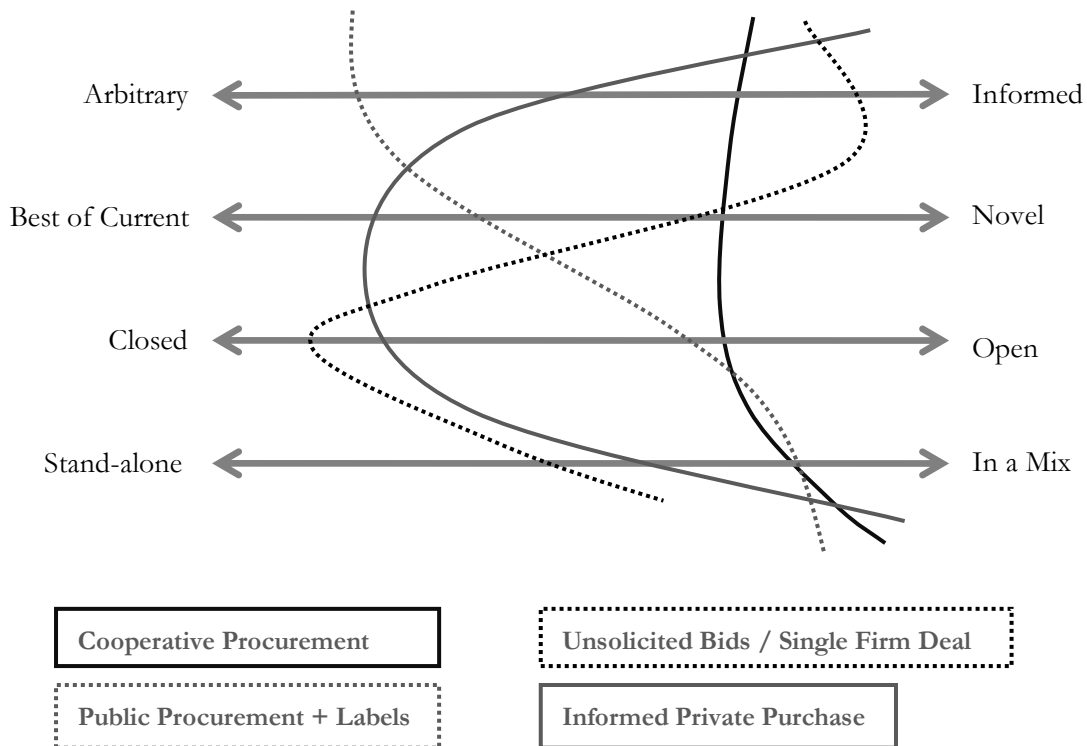 Arbitrary
Informed
Best of Current
Novel
Closed
Open
Stand-alone
In a Mix
Cooperative Procurement
Unsolicited Bids / Single Firm Deal
Public Procurement + Labels
Informed Private Purchase